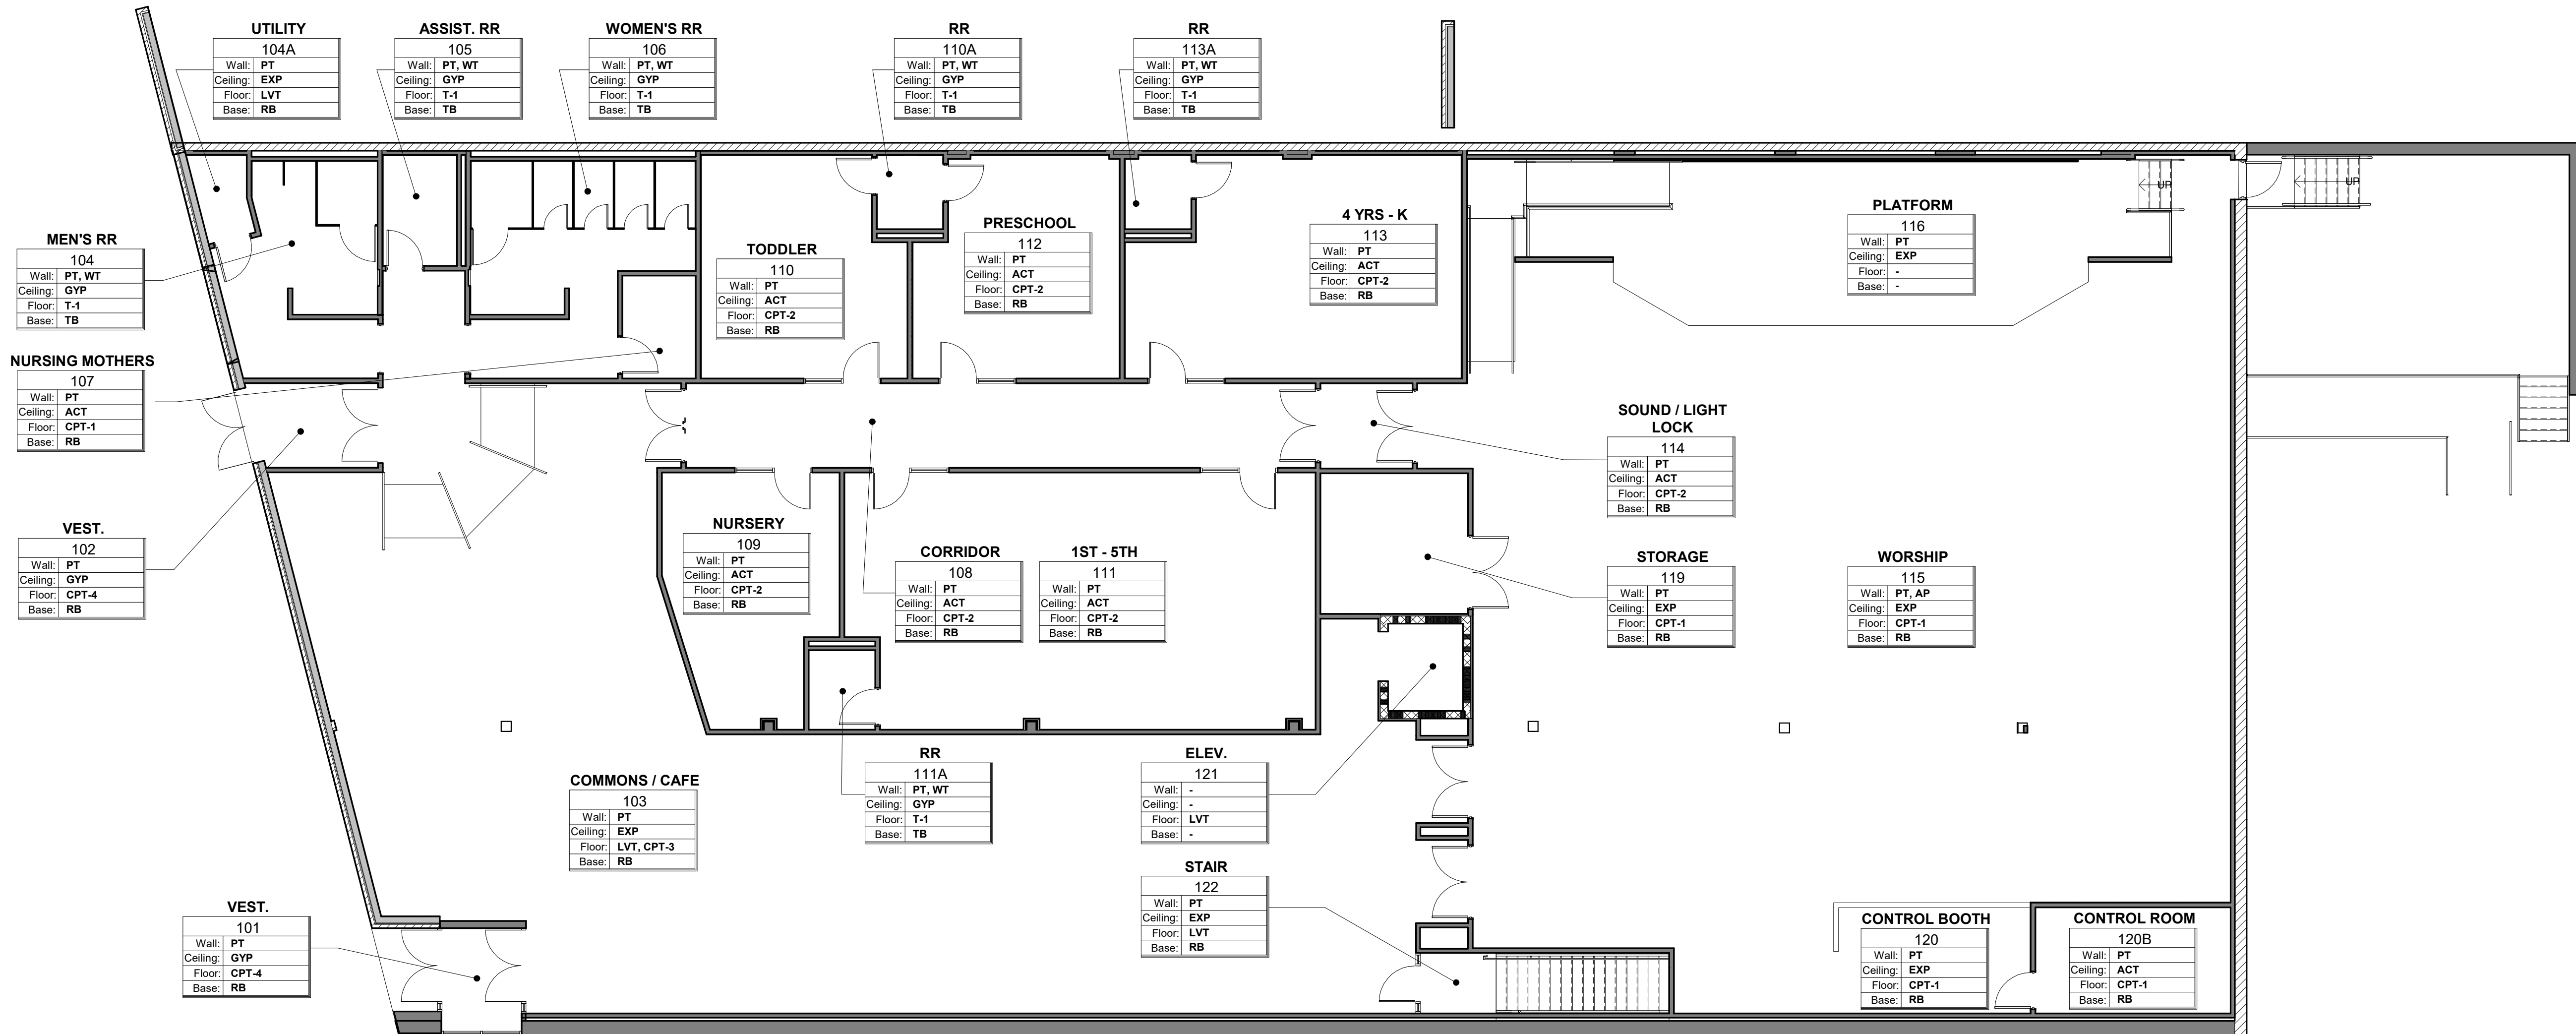 UTILITY
104A
Wall: PT
Ceiling: EXP
Floor: LVT
Base: RB
ASSIST. RR
105
Wall: PT, WT
Ceiling: GYP
Floor: T-1
Base: TB
WOMEN'S RR
106
Wall: PT, WT
Ceiling: GYP
Floor: T-1
Base: TB
RR
110A
Wall: PT, WT
Ceiling: GYP
Floor: T-1
Base: TB
RR
113A
Wall: PT, WT
Ceiling: GYP
Floor: T-1
Base: TB
MEN'S RR
104
Wall: PT, WT
Ceiling: GYP
Floor: T-1
Base: TB
TODDLER
110
Wall: PT
Ceiling: ACT
Floor: CPT-2
Base: RB
PRESCHOOL
112
Wall: PT
Ceiling: ACT
Floor: CPT-2
Base: RB
4 YRS - K
113
Wall: PT
Ceiling: ACT
Floor: CPT-2
Base: RB
PLATFORM
116
Wall: PT
Ceiling: EXP
Floor: -
Base: -
UP
UP
NURSING MOTHERS
107
Wall: PT
Ceiling: ACT
Floor: CPT-1
Base: RB
SOUND / LIGHT
LOCK
114
Wall: PT
Ceiling: ACT
Floor: CPT-2
Base: RB
VEST.
102
Wall: PT
Ceiling: GYP
Floor: CPT-4
Base: RB
NURSERY
109
Wall: PT
Ceiling: ACT
Floor: CPT-2
Base: RB
CORRIDOR
108
Wall: PT
Ceiling: ACT
Floor: CPT-2
Base: RB
1ST - 5TH
111
Wall: PT
Ceiling: ACT
Floor: CPT-2
Base: RB
STORAGE
119
Wall: PT
Ceiling: EXP
Floor: CPT-1
Base: RB
WORSHIP
115
Wall: PT, AP
Ceiling: EXP
Floor: CPT-1
Base: RB
COMMONS / CAFE
103
Wall: PT
Ceiling: EXP
Floor: LVT, CPT-3
Base: RB
RR
111A
Wall: PT, WT
Ceiling: GYP
Floor: T-1
Base: TB
ELEV.
121
Wall: -
Ceiling: -
Floor: LVT
Base: -
STAIR
122
Wall: PT
Ceiling: EXP
Floor: LVT
Base: RB
VEST.
101
Wall: PT
Ceiling: GYP
Floor: CPT-4
Base: RB
CONTROL BOOTH
120
Wall: PT
Ceiling: EXP
Floor: CPT-1
Base: RB
CONTROL ROOM
120B
Wall: PT
Ceiling: ACT
Floor: CPT-1
Base: RB